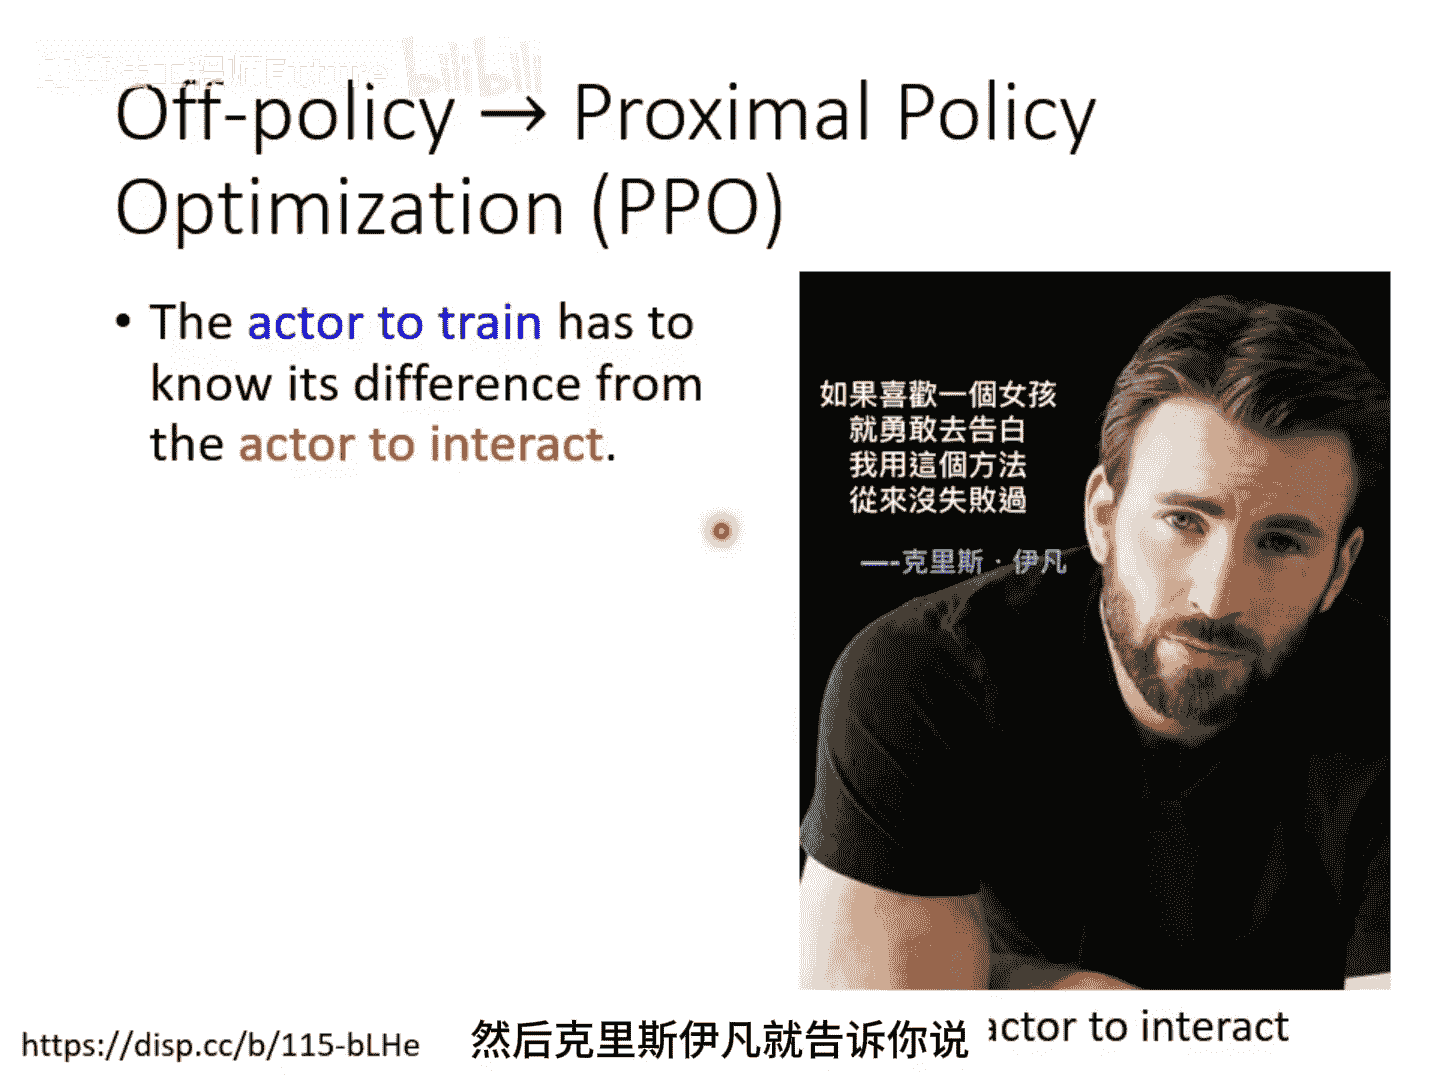 Off-policy → Proximal Policy
Optimization (PPO)
• The actor to train has to
know its difference from
the actor to interact.
如果喜歡一個女孩
就勇敢去告白
我用這個方法
從來沒失敗過
—-克里斯‧伊凡
https://disp.cc/b/115-bLHe
然后克里斯伊凡就告诉你说
actor to interact
bilibili